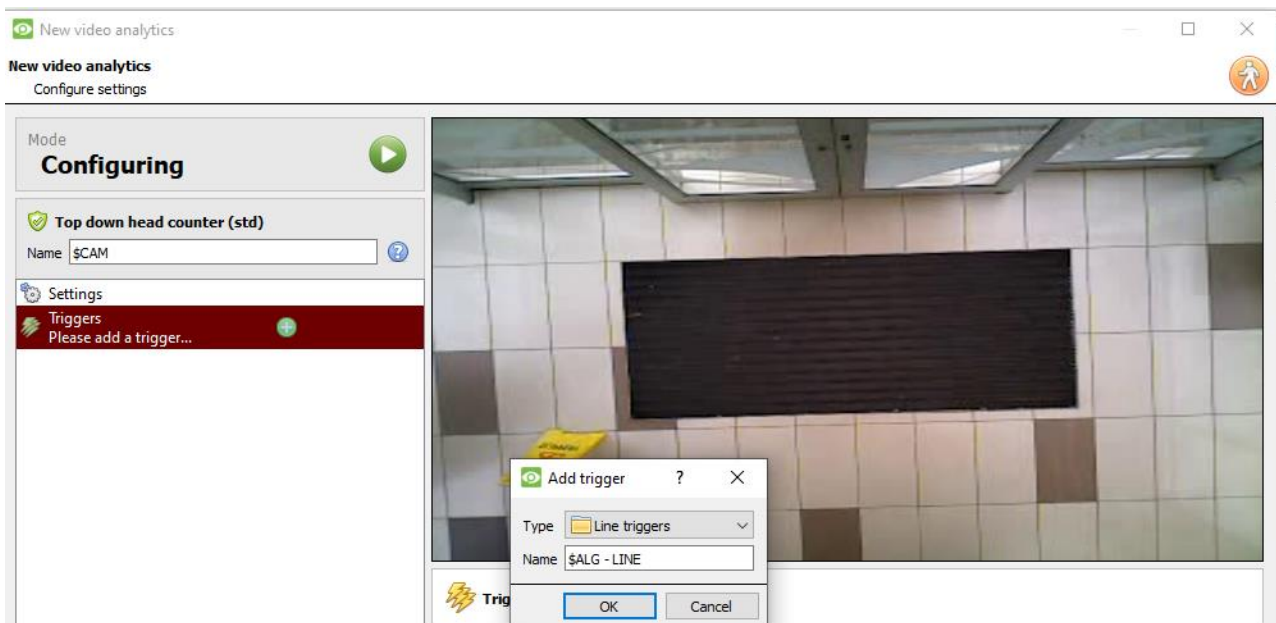 New video analytics
New video analytics
Configure settings
Mode
Configuring
Top down head counter (std)
Name $CAM
Settings
Triggers
Please add a trigger...
Add trigger ?
Type Line triggers
Name $ALG - LINE
Trig
OK Cancel